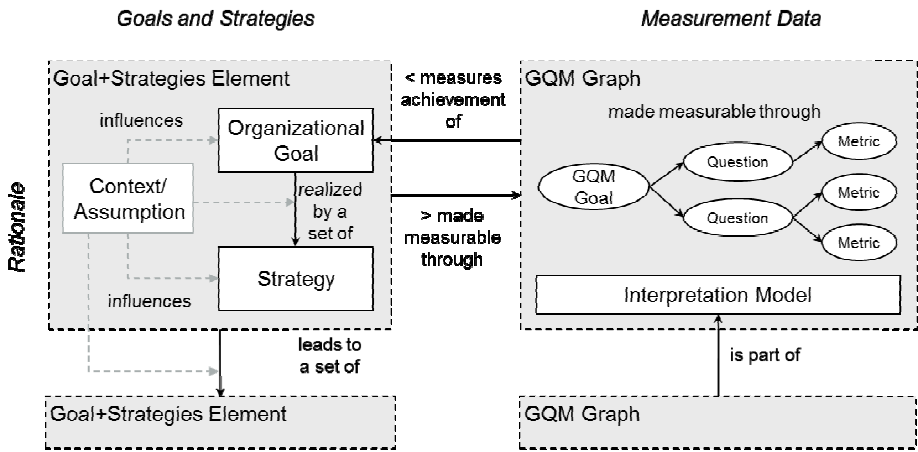 Goals and Strategies
Measurement Data
Rationale
Goal+Strategies Element
influences
Organizational
Goal
Context/
Assumption
realized
by a
set of
Strategy
influences
< measures
achievement
of
> made
measurable
through
GQM Graph
made measurable through
GQM
Goal
Question
Question
Metric
Metric
Metric
Interpretation Model
leads to
a set of
is part of
Goal+Strategies Element
GQM Graph